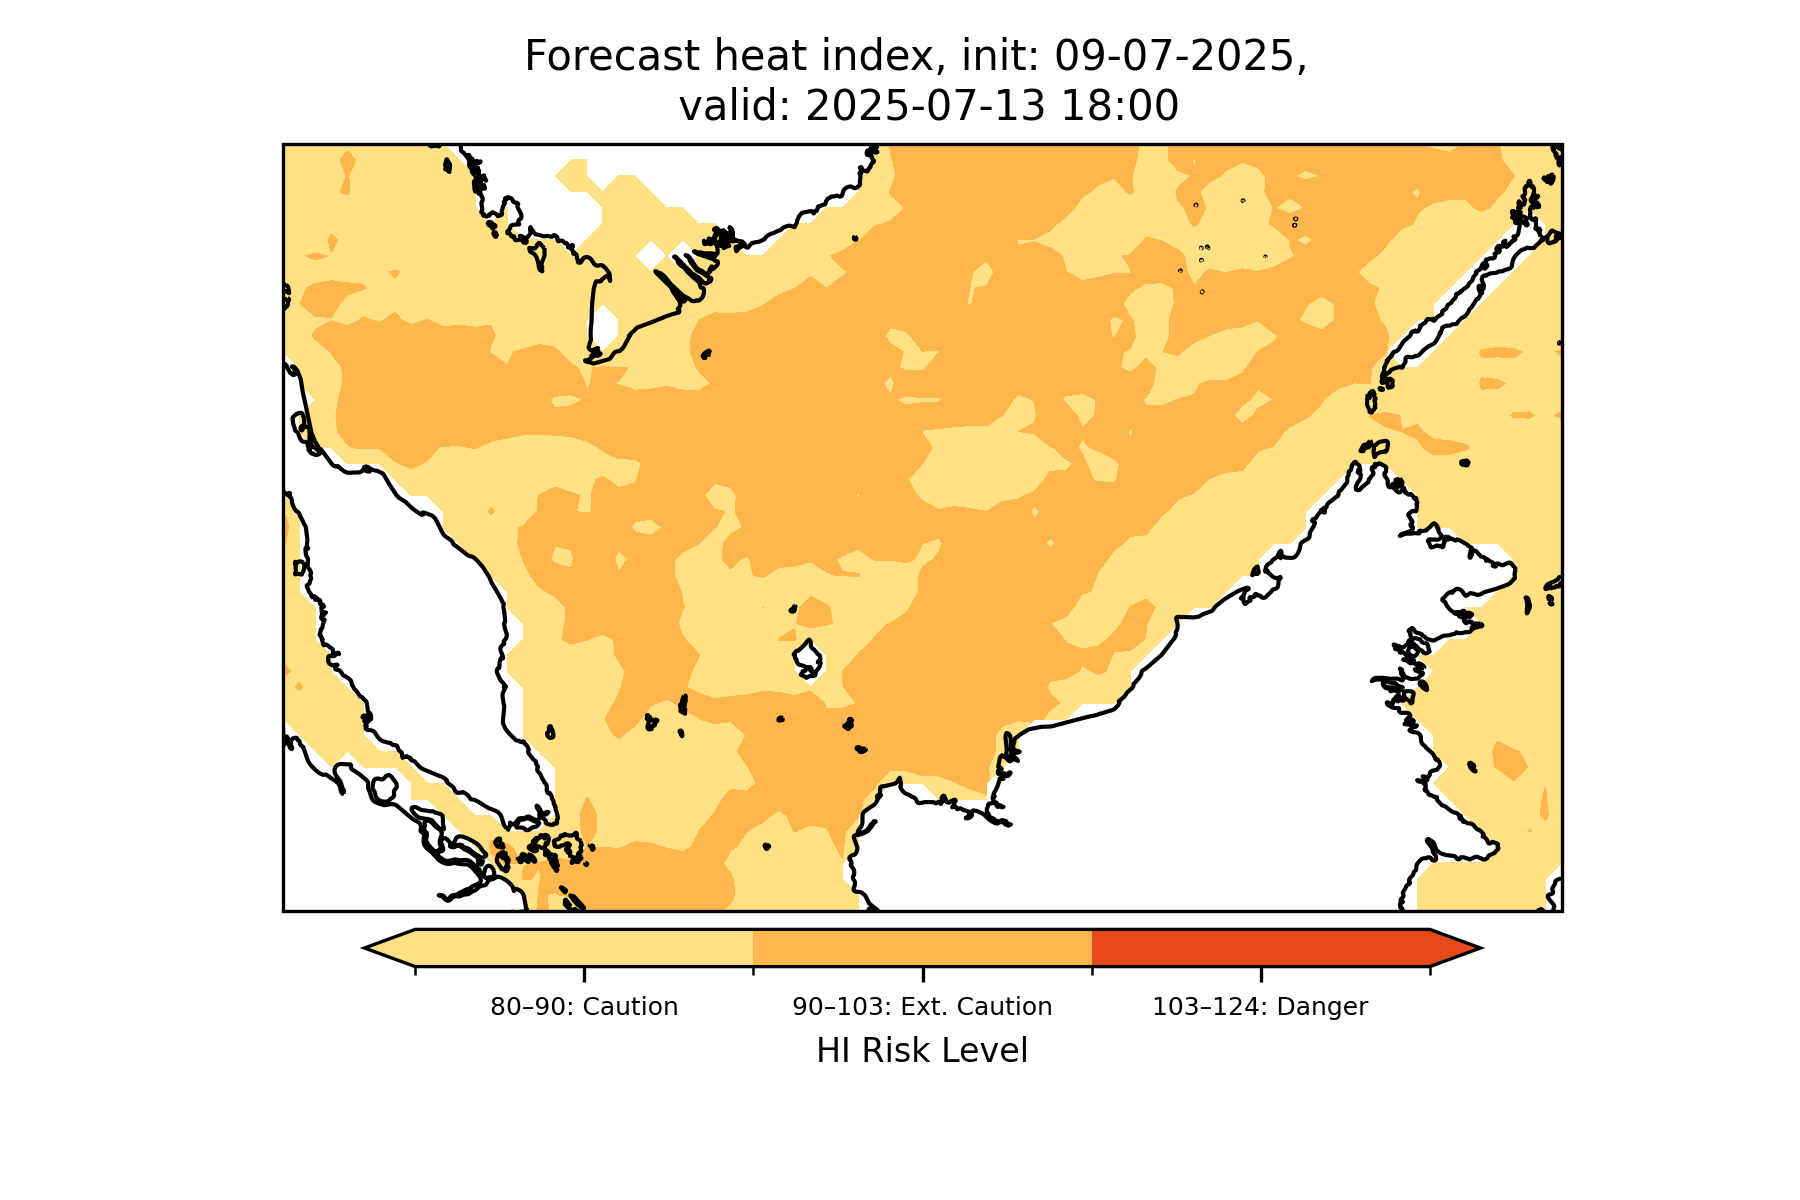 Forecast heat index, init: 09-07-2025,
valid: 2025-07-13 18:00
80–90: Caution
90–103: Ext. Caution
103–124: Danger
HI Risk Level